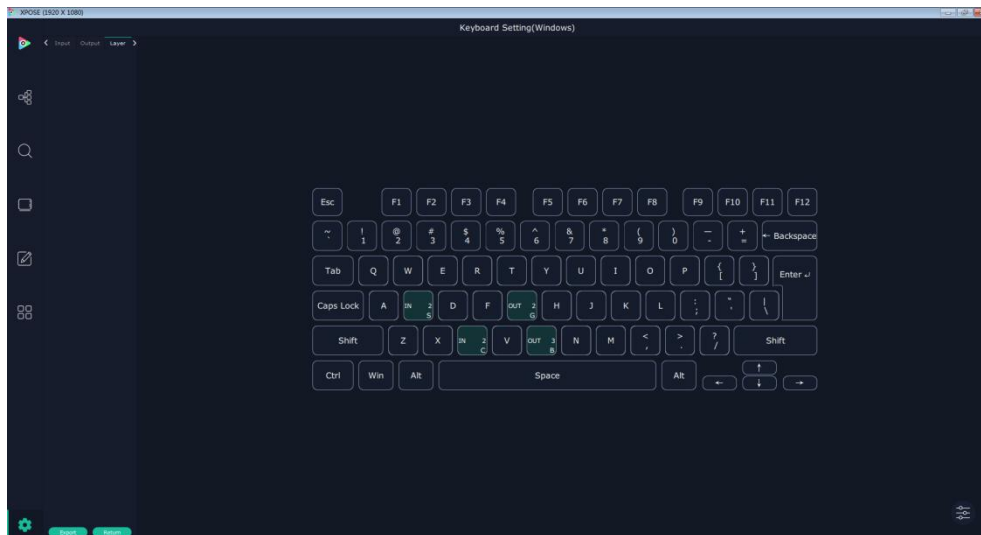 XPOSE (1920 X 1080)
Keyboard Setting(Windows)
Input Output Layer
Esc F1 F2 F3 F4 F5 F6 F7 F8 F9 F10 F11 F12
~ ! @ # $ % ^ & * ( ) — +
` 1 2 3 4 5 6 7 8 9 0 - = ← Backspace
Tab Q W E R T Y U I O P { } Enter ↵
[ ]
Caps Lock A IN 2 S D F OUT 2 G H J K L : " |
; ' \
Shift Z X IN 2 C V OUT 3 B N M < > ? Shift
, . /
Ctrl Win Alt Space Alt ← ↑ ↓ →
Export Return